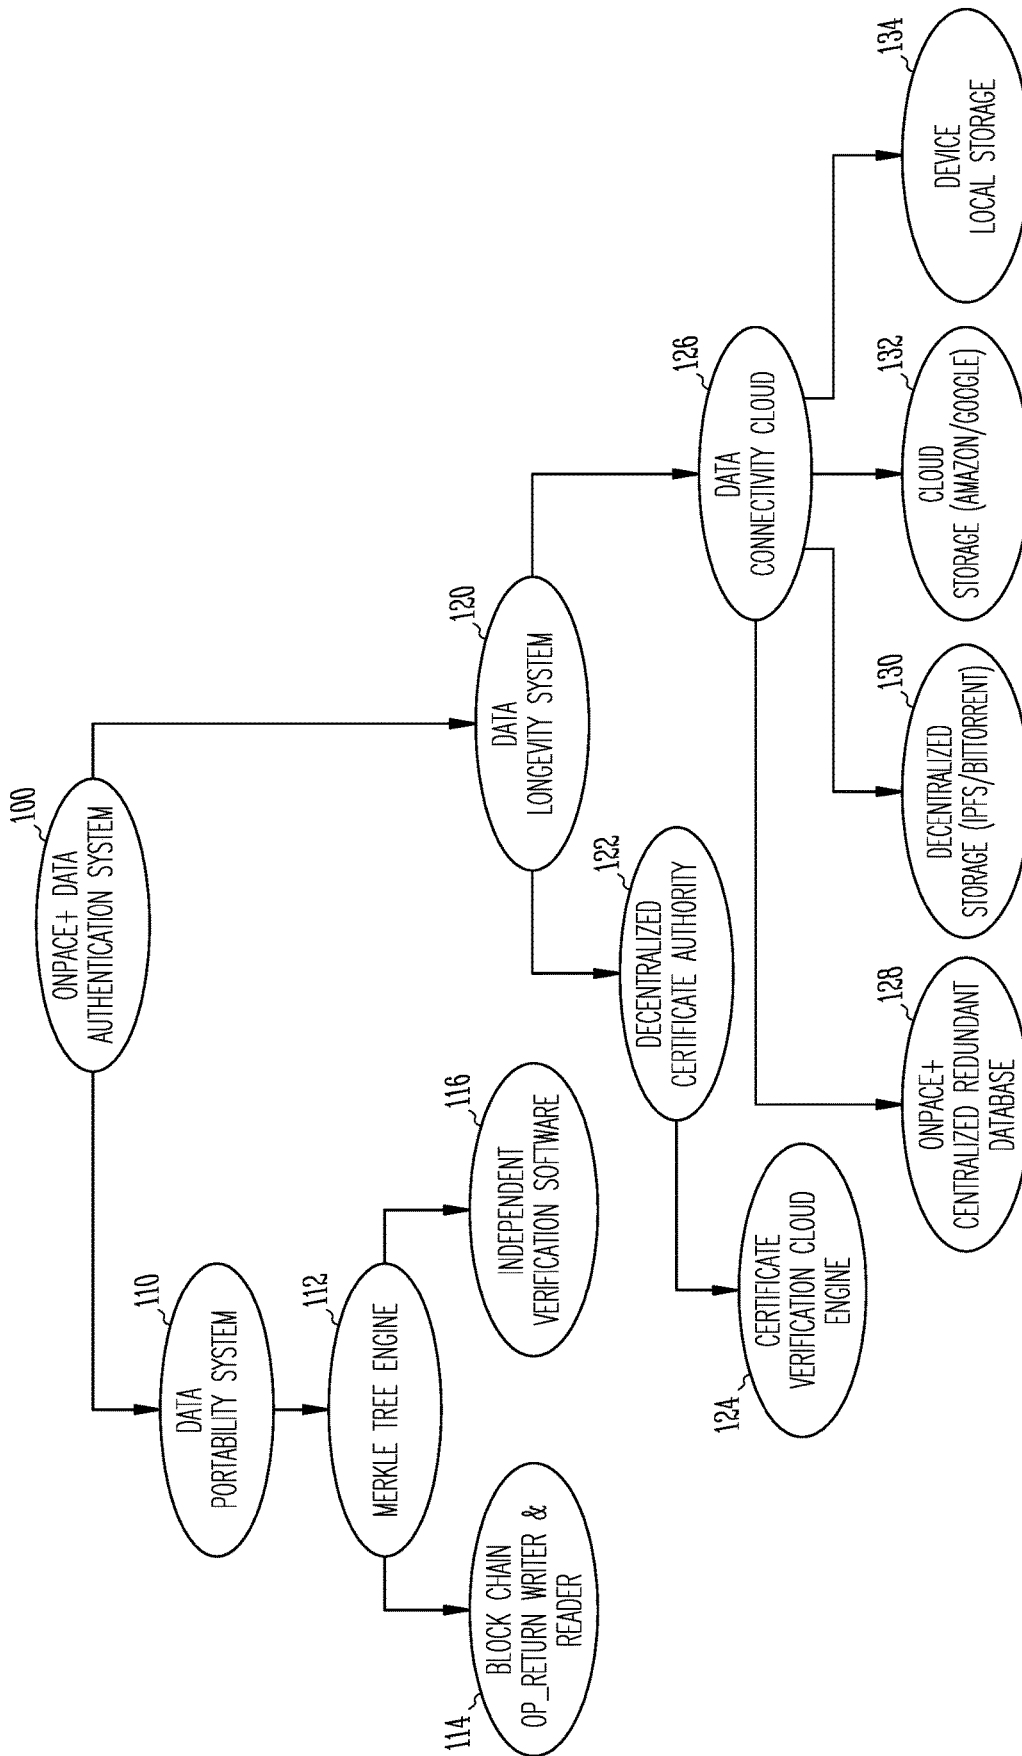 100
ONPACE+ DATA
AUTHENTICATION SYSTEM
110
DATA
PORTABILITY SYSTEM
112
MERKLE TREE ENGINE
114
BLOCK CHAIN
OP_RETURN WRITER &
READER
116
INDEPENDENT
VERIFICATION SOFTWARE
120
DATA
LONGEVITY SYSTEM
122
DECENTRALIZED
CERTIFICATE AUTHORITY
124
CERTIFICATE
VERIFICATION CLOUD
ENGINE
126
DATA
CONNECTIVITY CLOUD
128
ONPACE+
CENTRALIZED REDUNDANT
DATABASE
130
DECENTRALIZED
STORAGE (IPFS/BITTORRENT)
132
CLOUD
STORAGE (AMAZON/GOOGLE)
134
DEVICE
LOCAL STORAGE